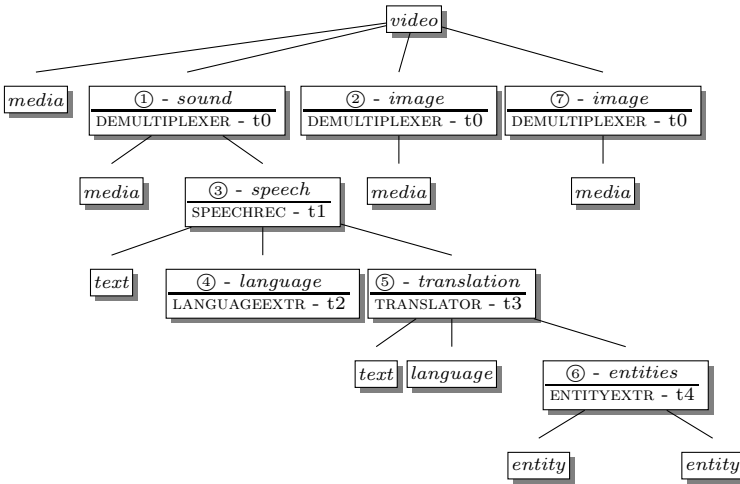 video
media
① - sound
DEMULTIPLEXER - t0
② - image
DEMULTIPLEXER - t0
⑦ - image
DEMULTIPLEXER - t0
media
③ - speech
SPEECHREC - t1
media
media
text
④ - language
LANGUAGEEXTR - t2
⑤ - translation
TRANSLATOR - t3
text
language
⑥ - entities
ENTITYEXTR - t4
entity
entity